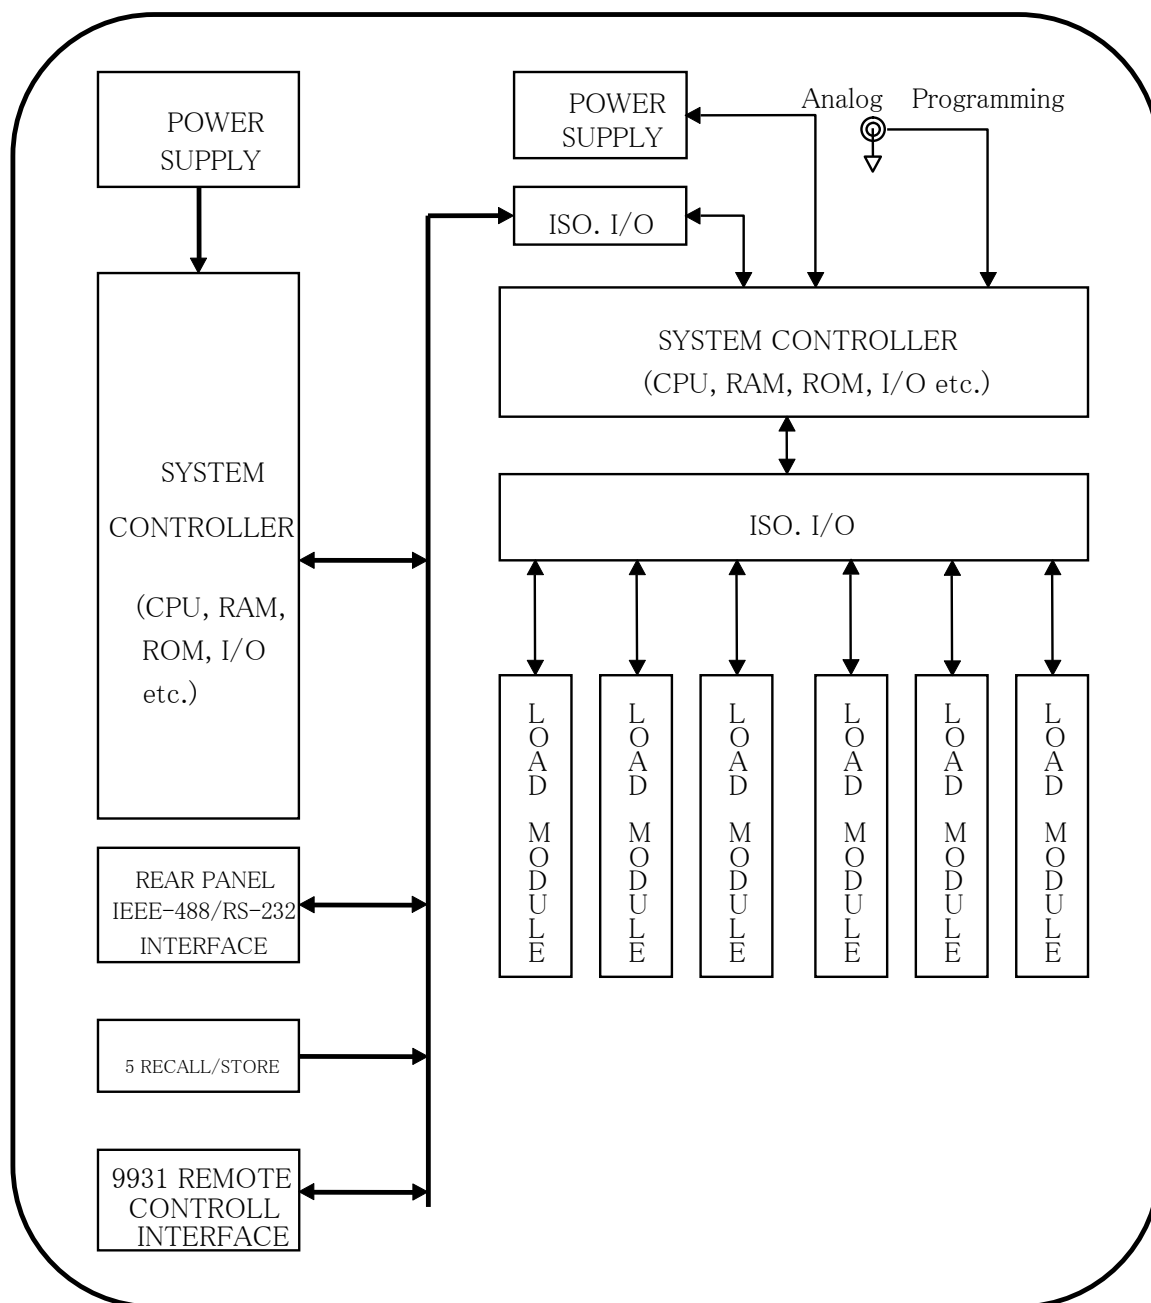 POWER
SUPPLY
SYSTEM
CONTROLLER
(CPU, RAM,
ROM, I/O
etc.)
REAR PANEL
IEEE-488/RS-232
INTERFACE
5 RECALL/STORE
9931 REMOTE
CONTROLL
INTERFACE
POWER
SUPPLY
Analog Programming
ISO. I/O
SYSTEM CONTROLLER
(CPU, RAM, ROM, I/O etc.)
ISO. I/O
LOAD MODULE
LOAD MODULE
LOAD MODULE
LOAD MODULE
LOAD MODULE
LOAD MODULE